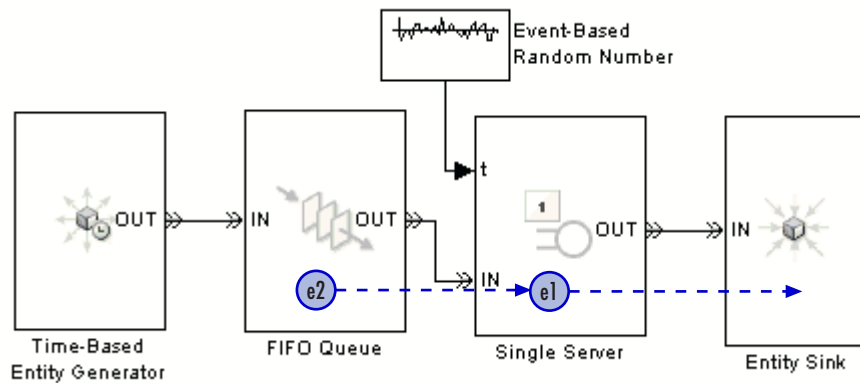 Event-Based
Random Number
t
OUT
IN
OUT
1
OUT
IN
IN
e2
e1
Time-Based
Entity Generator
FIFO Queue
Single Server
Entity Sink